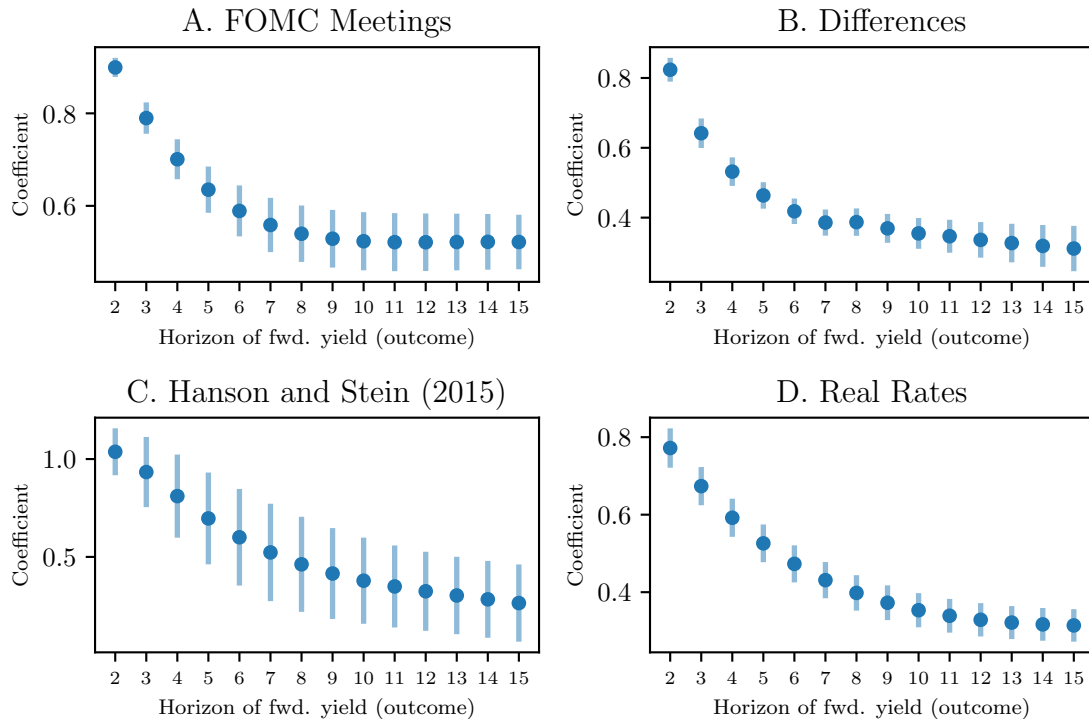 A. FOMC Meetings
Coefficient
0.8
0.6
2 3 4 5 6 7 8 9 10 11 12 13 14 15
Horizon of fwd. yield (outcome)
B. Differences
Coefficient
0.8
0.6
0.4
2 3 4 5 6 7 8 9 10 11 12 13 14 15
Horizon of fwd. yield (outcome)
C. Hanson and Stein (2015)
Coefficient
1.0
0.5
2 3 4 5 6 7 8 9 10 11 12 13 14 15
Horizon of fwd. yield (outcome)
D. Real Rates
Coefficient
0.8
0.6
0.4
2 3 4 5 6 7 8 9 10 11 12 13 14 15
Horizon of fwd. yield (outcome)